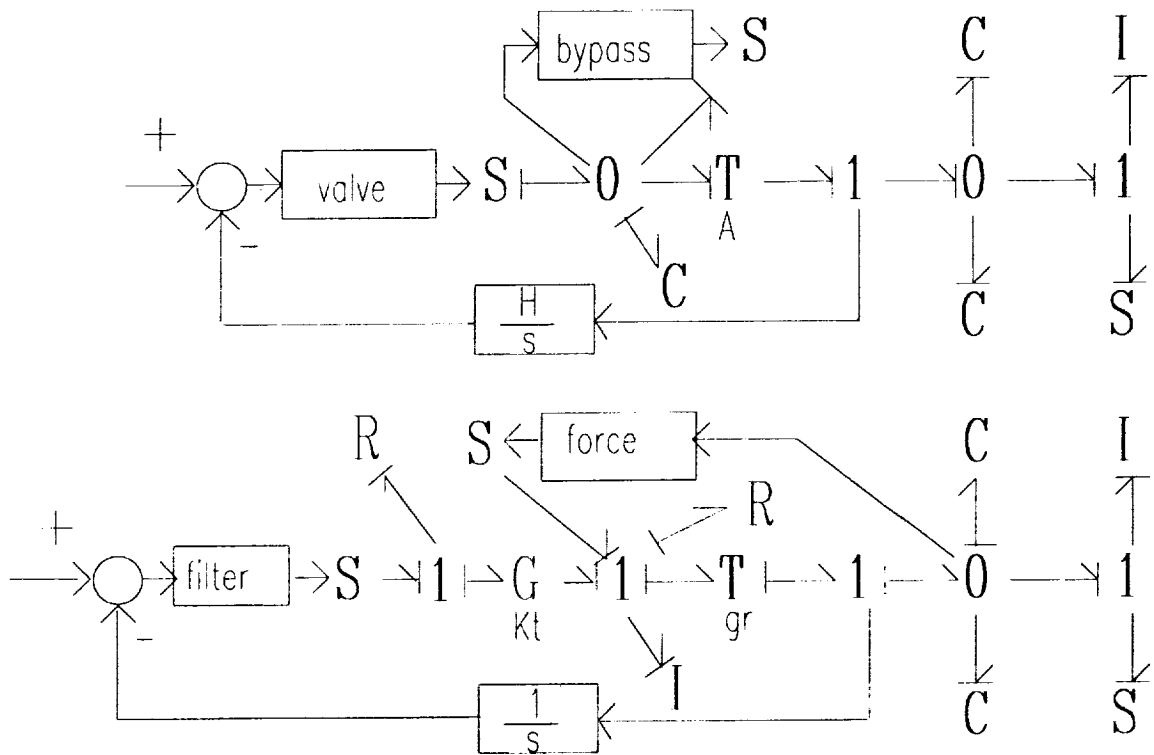 bypass S C I
+
valve S 0 T 1 0 1
A
-
C
H
s
C S
R S force C I
R
+
filter S 1 G 1 T 1 0 1
Kt gr
-
1
s
I C S